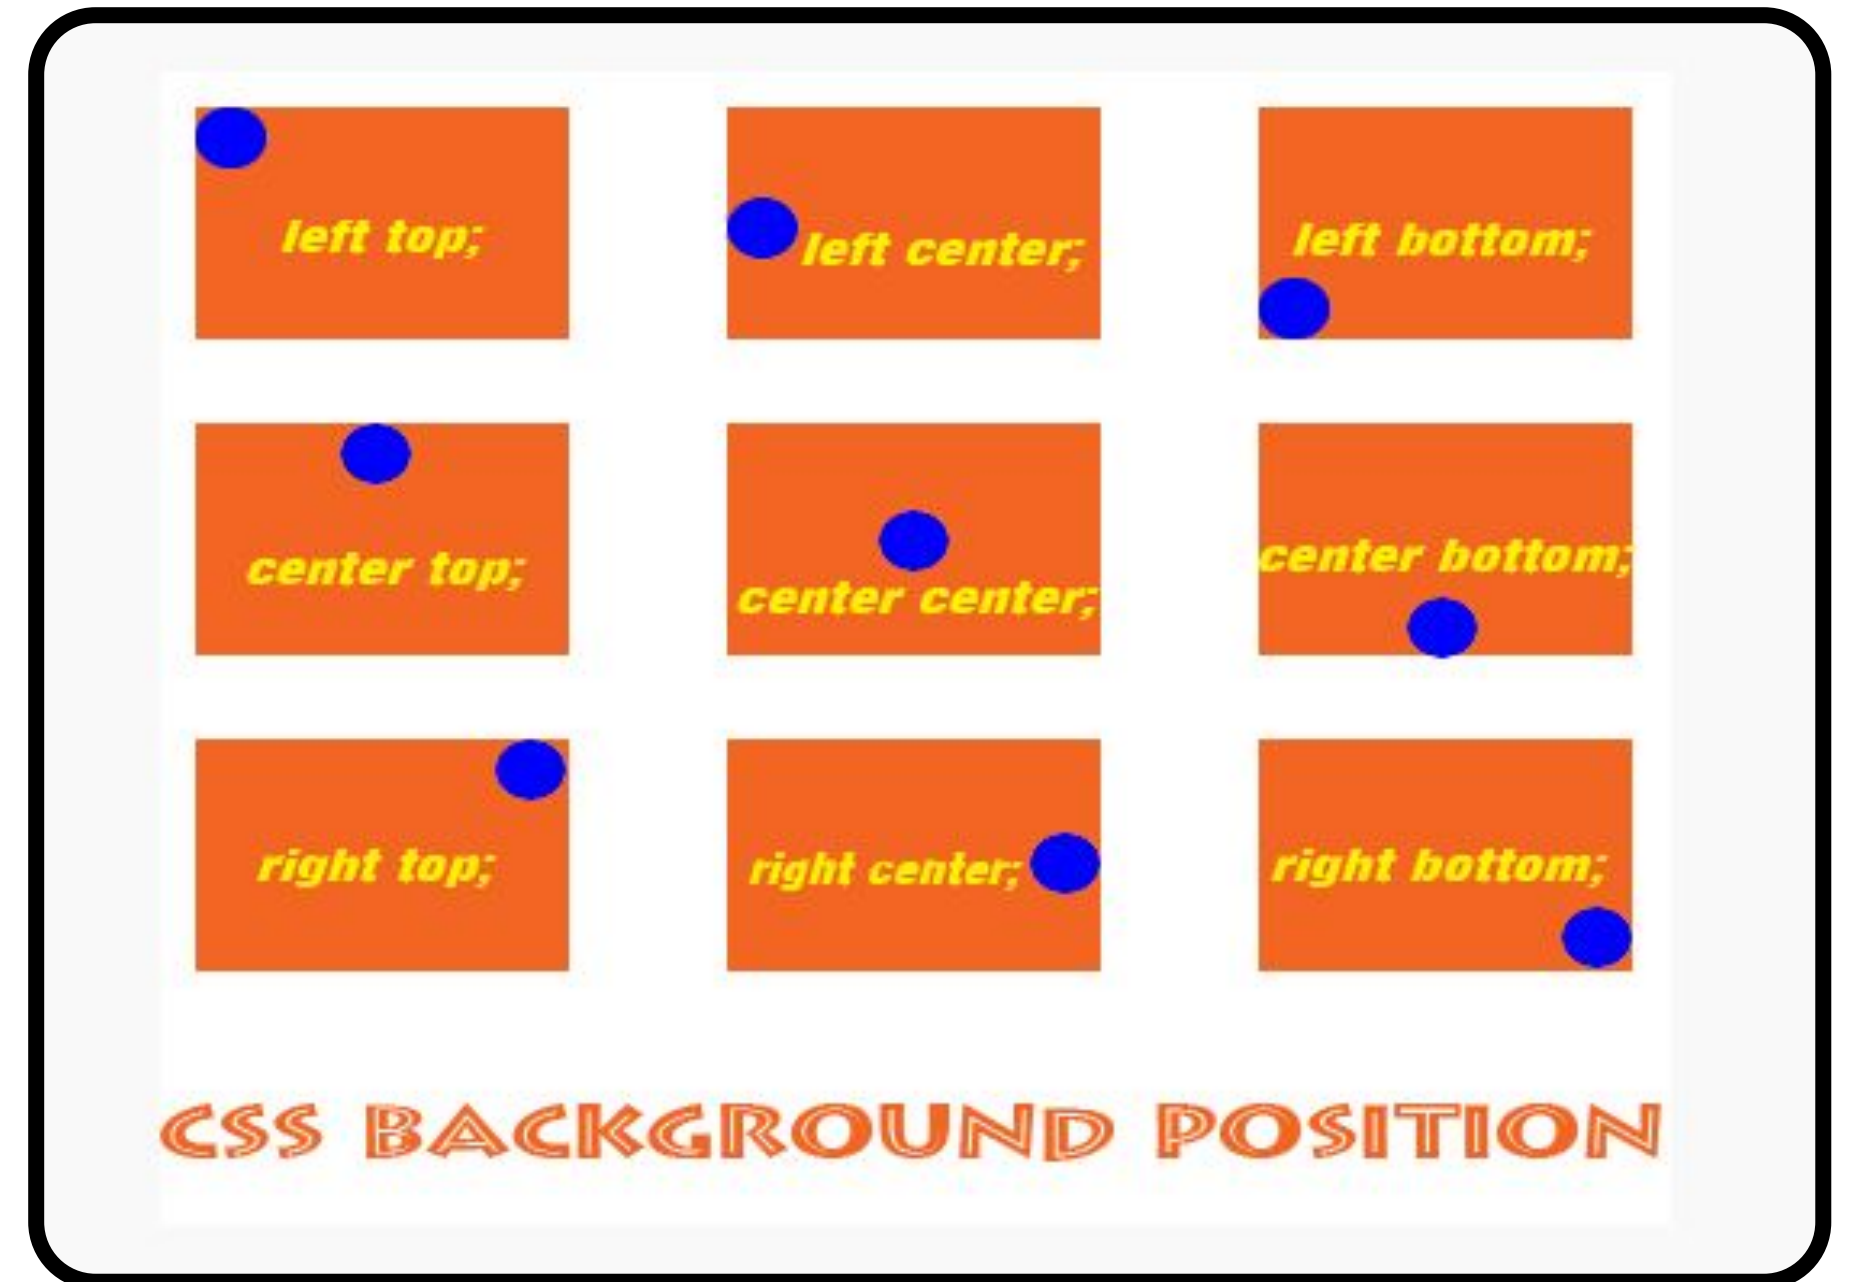 left top;
left center;
left bottom;
center top;
center center;
center bottom;
right top;
right center;
right bottom;
CSS BACKGROUND POSITION